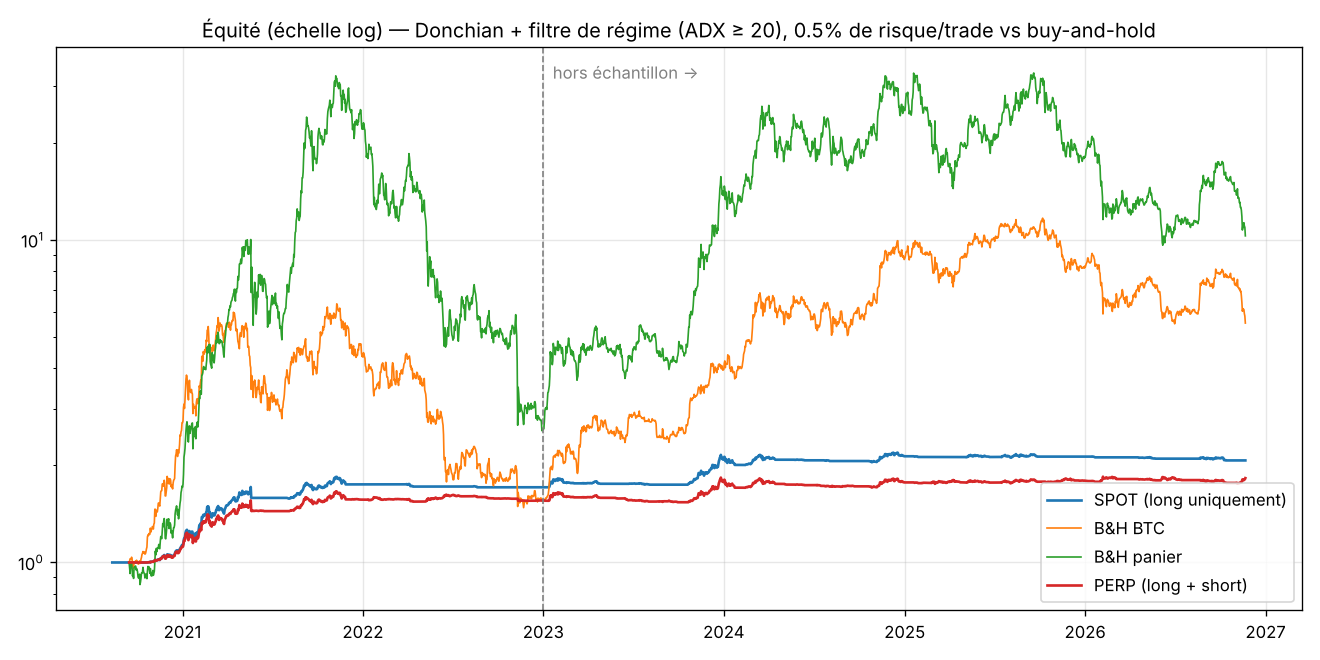 Équité (échelle log) — Donchian + filtre de régime (ADX ≥ 20), 0.5% de risque/trade vs buy-and-hold
hors échantillon →
10¹
10⁰
SPOT (long uniquement)
B&H BTC
B&H panier
PERP (long + short)
2021 2022 2023 2024 2025 2026 2027